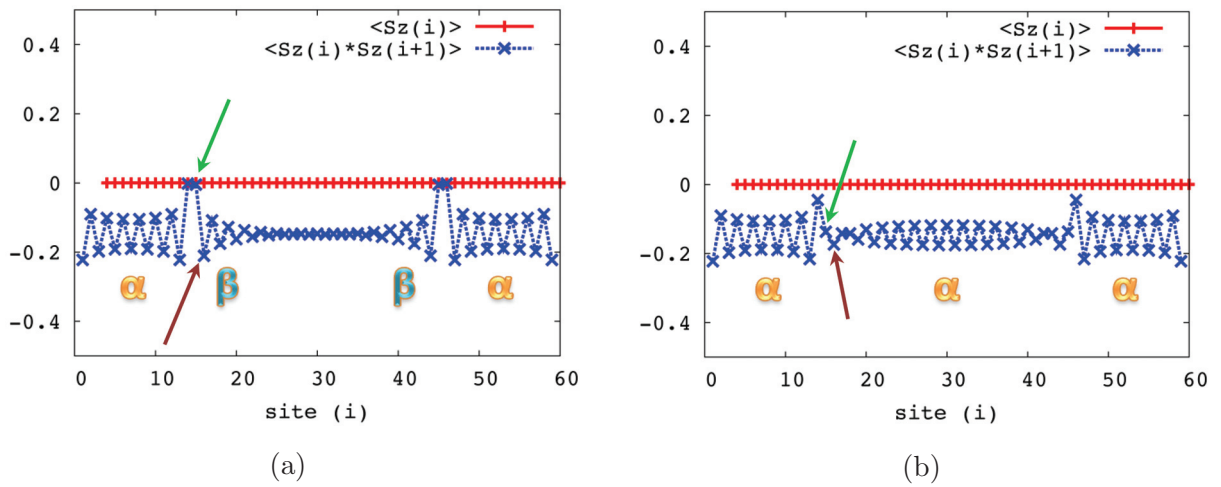 <Sz(i)>
<Sz(i)*Sz(i+1)>
0.4
0.2
0
-0.2
-0.4
α
β
β
α
0 10 20 30 40 50 60
site (i)
(a)
<Sz(i)>
<Sz(i)*Sz(i+1)>
0.4
0.2
0
-0.2
-0.4
α
α
α
0 10 20 30 40 50 60
site (i)
(b)